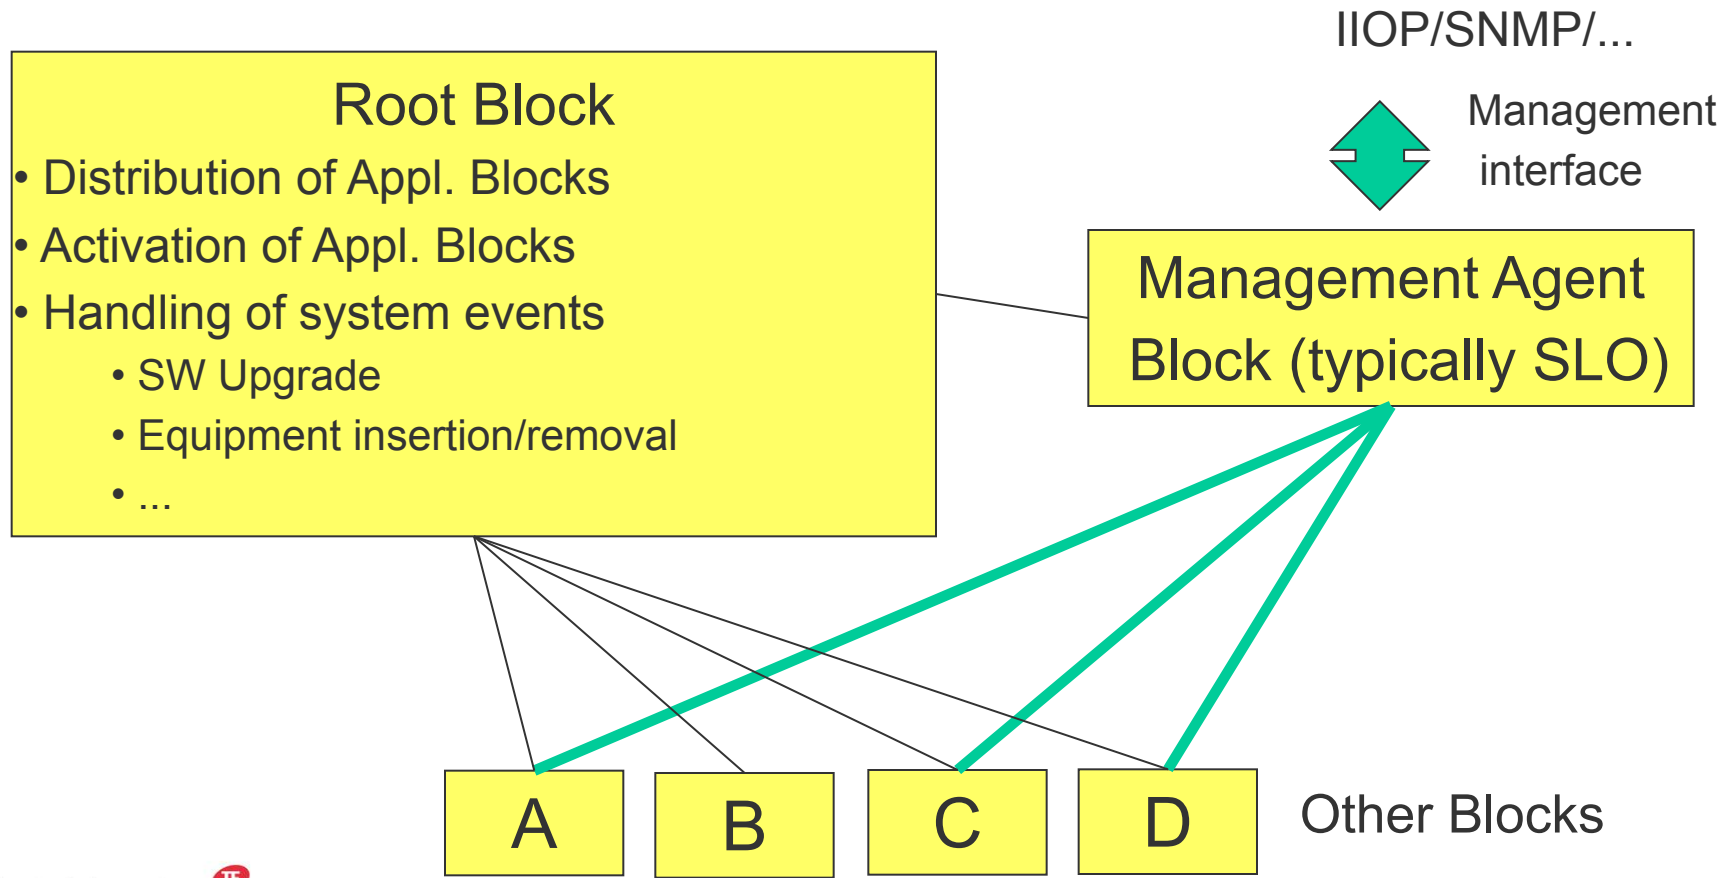 IIOP/SNMP/...
Root Block
• Distribution of Appl. Blocks
• Activation of Appl. Blocks
• Handling of system events
• SW Upgrade
• Equipment insertion/removal
• ...
Management
interface
Management Agent
Block (typically SLO)
A
B
C
D
Other Blocks